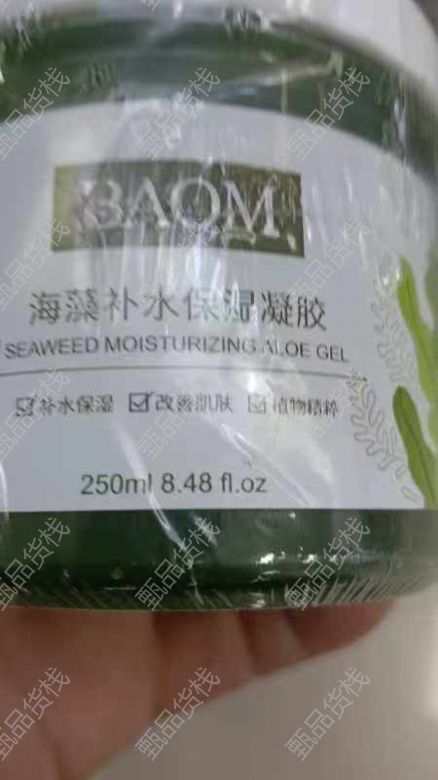 BAQM
海藻补水保湿凝胶
SEAWEED MOISTURIZING ALOE GEL
补水保湿 改善肌肤 植物精粹
250ml 8.48 fl.oz
甄品货栈